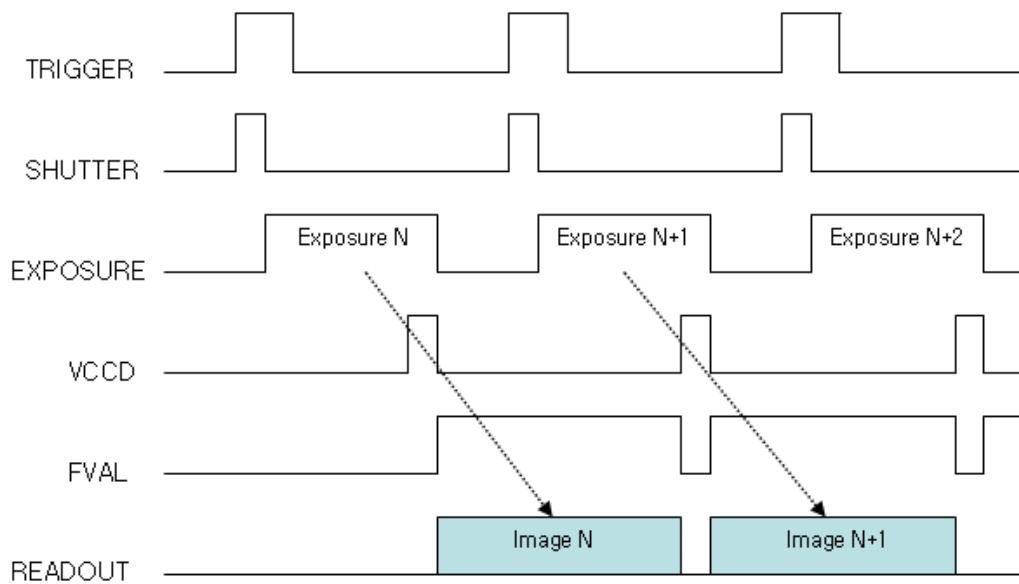 TRIGGER
SHUTTER
Exposure N
Exposure N+1
Exposure N+2
EXPOSURE
VCCD
FVAL
Image N
Image N+1
READOUT